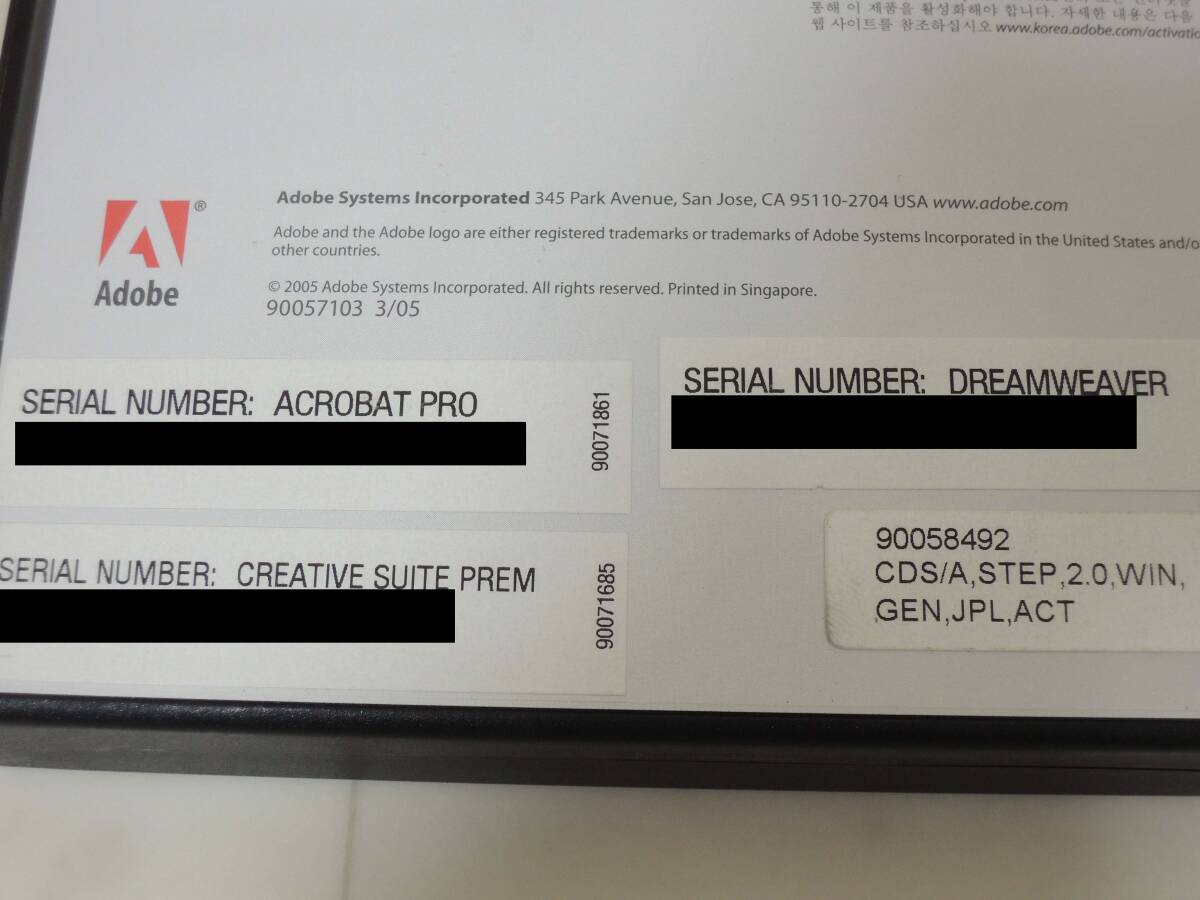 통해 이 제품을 활성화해야 합니다. 자세한 내용은 다음
웹 사이트를 참조하십시오 www.korea.adobe.com/activatio
Adobe
®
Adobe Systems Incorporated 345 Park Avenue, San Jose, CA 95110-2704 USA www.adobe.com
Adobe and the Adobe logo are either registered trademarks or trademarks of Adobe Systems Incorporated in the United States and/o
other countries.
© 2005 Adobe Systems Incorporated. All rights reserved. Printed in Singapore.
90057103 3/05
SERIAL NUMBER: ACROBAT PRO
90071861
SERIAL NUMBER: DREAMWEAVER
SERIAL NUMBER: CREATIVE SUITE PREM
90071685
90058492
CDS/A,STEP,2.0,WIN,
GEN,JPL,ACT